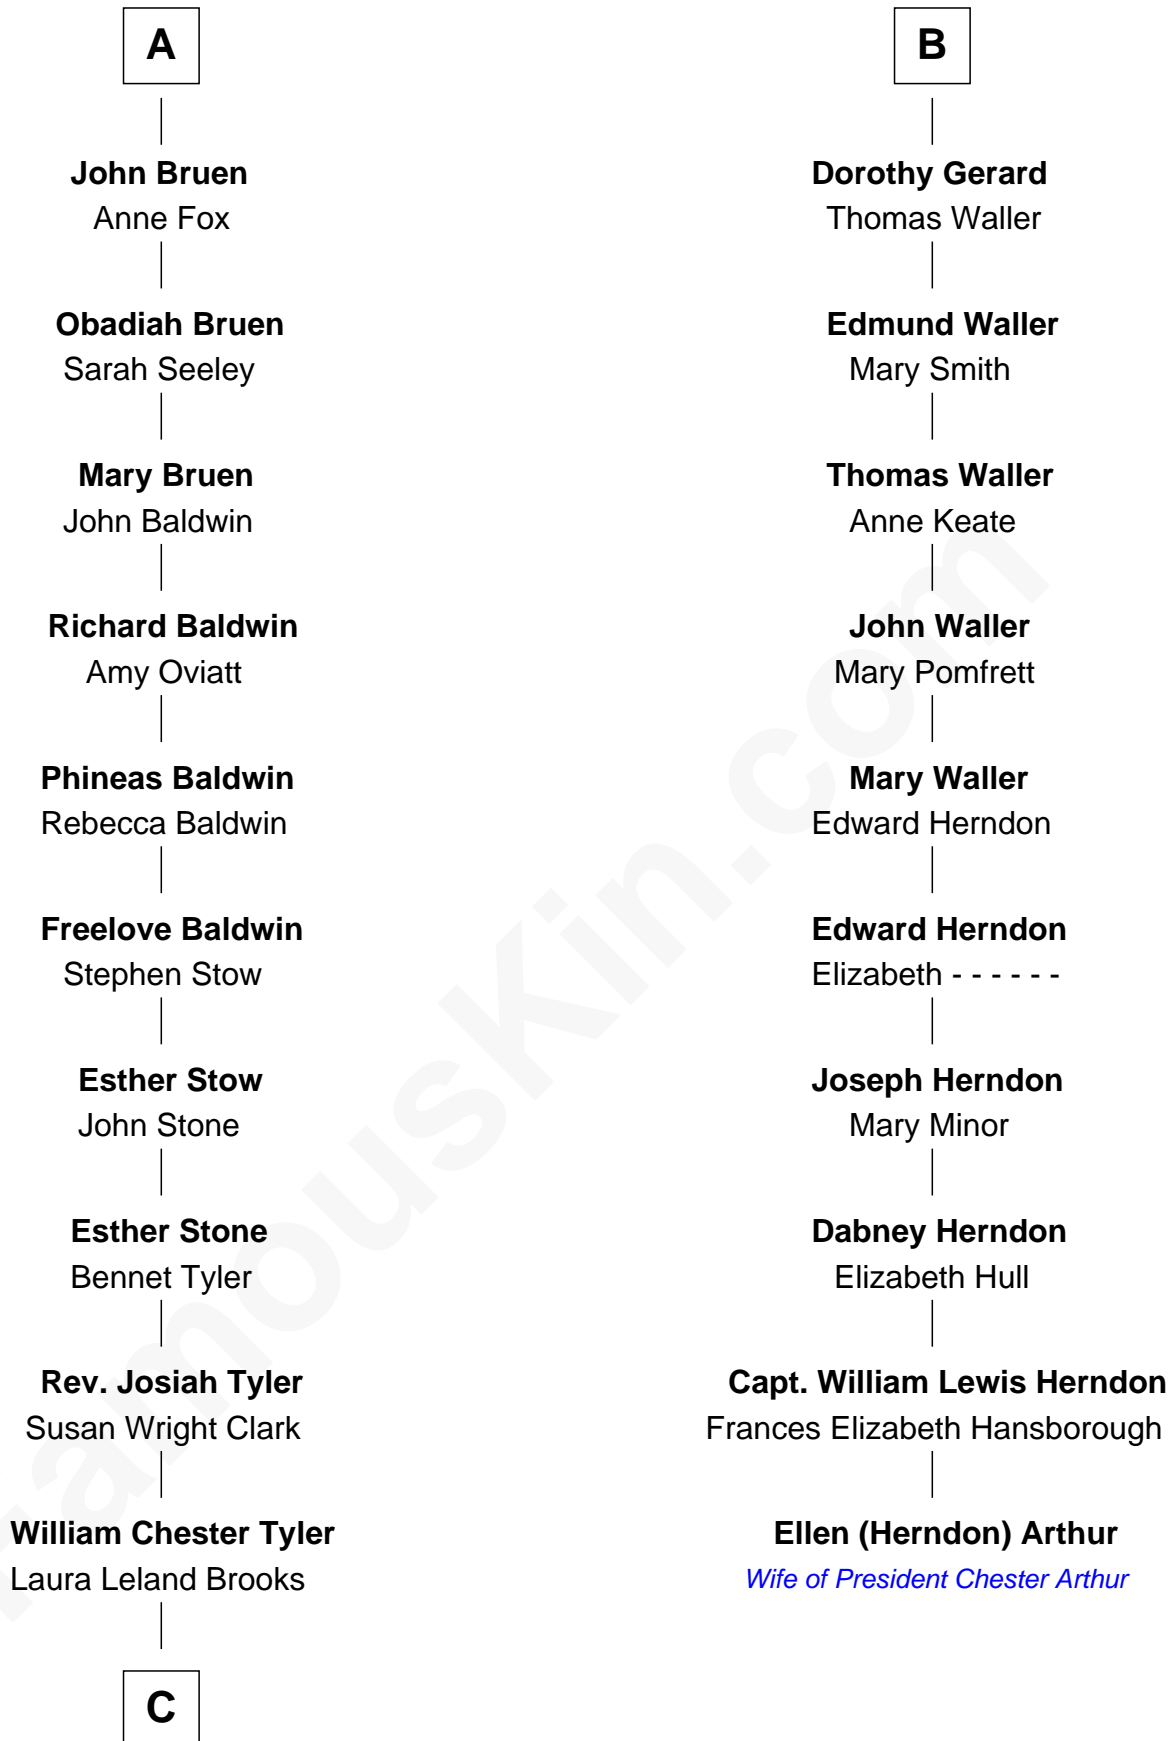 A
John Bruen
Anne Fox
Obadiah Bruen
Sarah Seeley
Mary Bruen
John Baldwin
Richard Baldwin
Amy Oviatt
Phineas Baldwin
Rebecca Baldwin
Freelove Baldwin
Stephen Stow
Esther Stow
John Stone
Esther Stone
Bennet Tyler
Rev. Josiah Tyler
Susan Wright Clark
William Chester Tyler
Laura Leland Brooks
C
B
Dorothy Gerard
Thomas Waller
Edmund Waller
Mary Smith
Thomas Waller
Anne Keate
John Waller
Mary Pomfrett
Mary Waller
Edward Herndon
Edward Herndon
Elizabeth - - - - - -
Joseph Herndon
Mary Minor
Dabney Herndon
Elizabeth Hull
Capt. William Lewis Herndon
Frances Elizabeth Hansborough
Ellen (Herndon) Arthur
Wife of President Chester Arthur
FamousKin.com